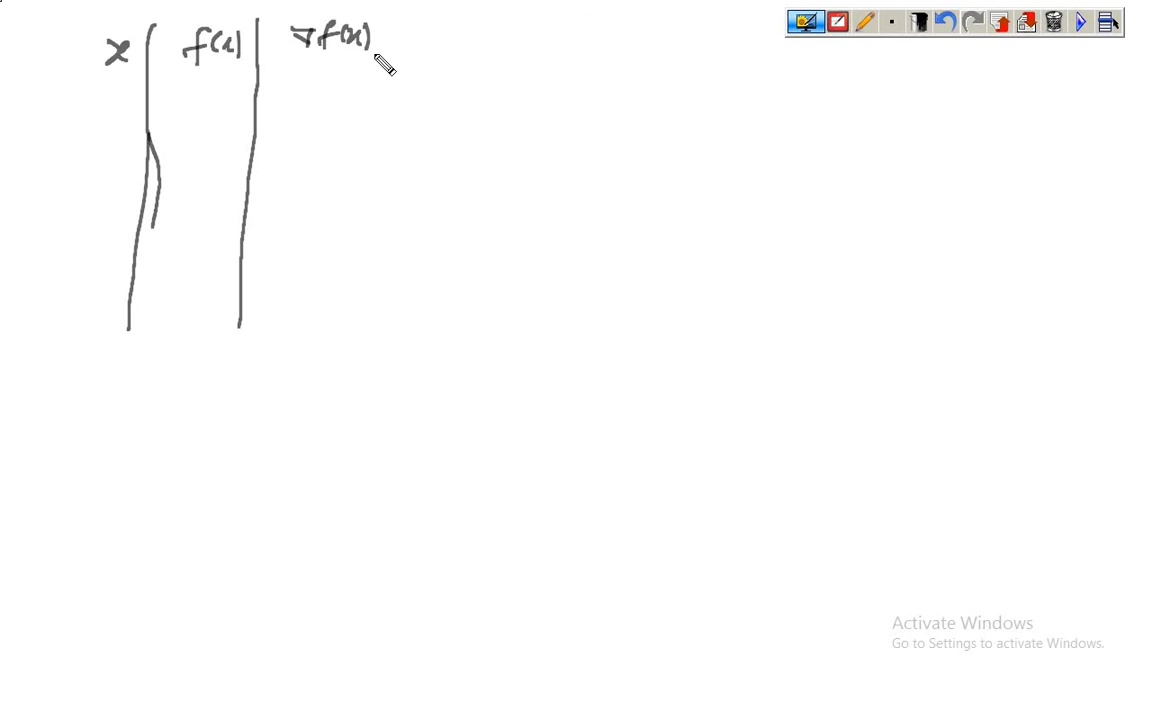 x f(x) ∇f(x)
Activate Windows
Go to Settings to activate Windows.